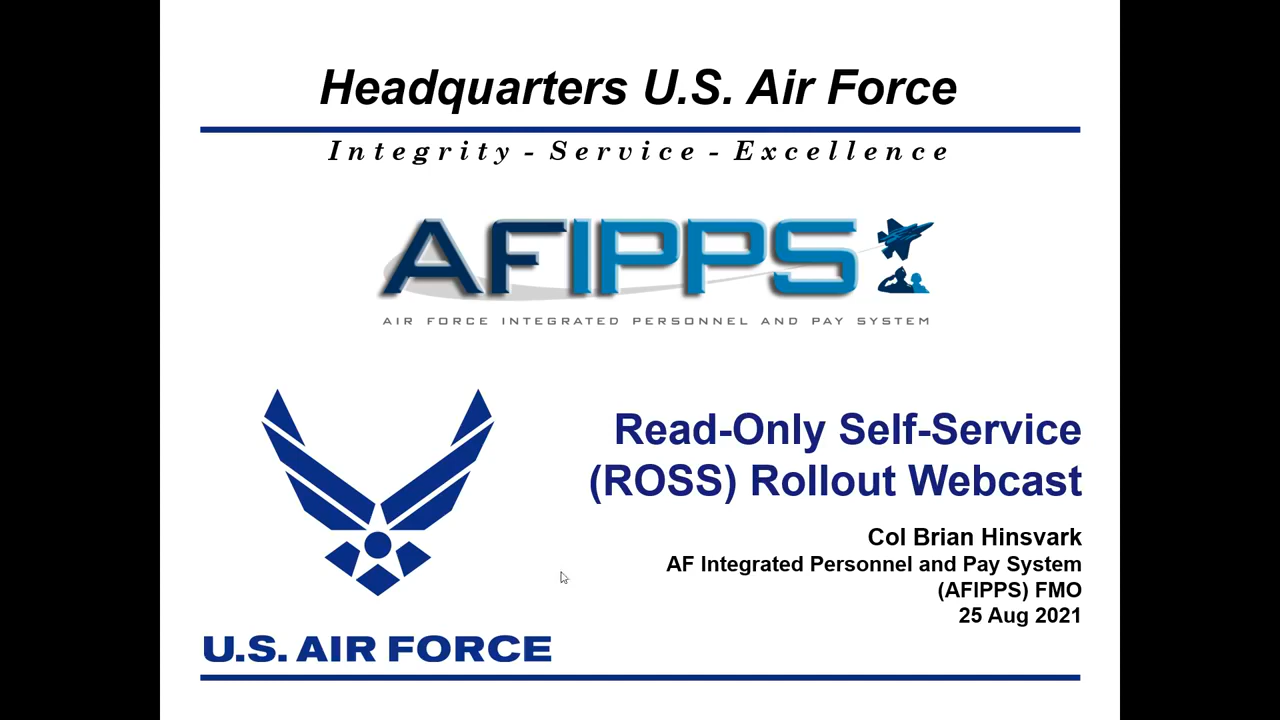 Headquarters U.S. Air Force
Integrity - Service - Excellence
AFIPPS
AIR FORCE INTEGRATED PERSONNEL AND PAY SYSTEM
Read-Only Self-Service
(ROSS) Rollout Webcast
Col Brian Hinsvark
AF Integrated Personnel and Pay System
(AFIPPS) FMO
25 Aug 2021
U.S. AIR FORCE